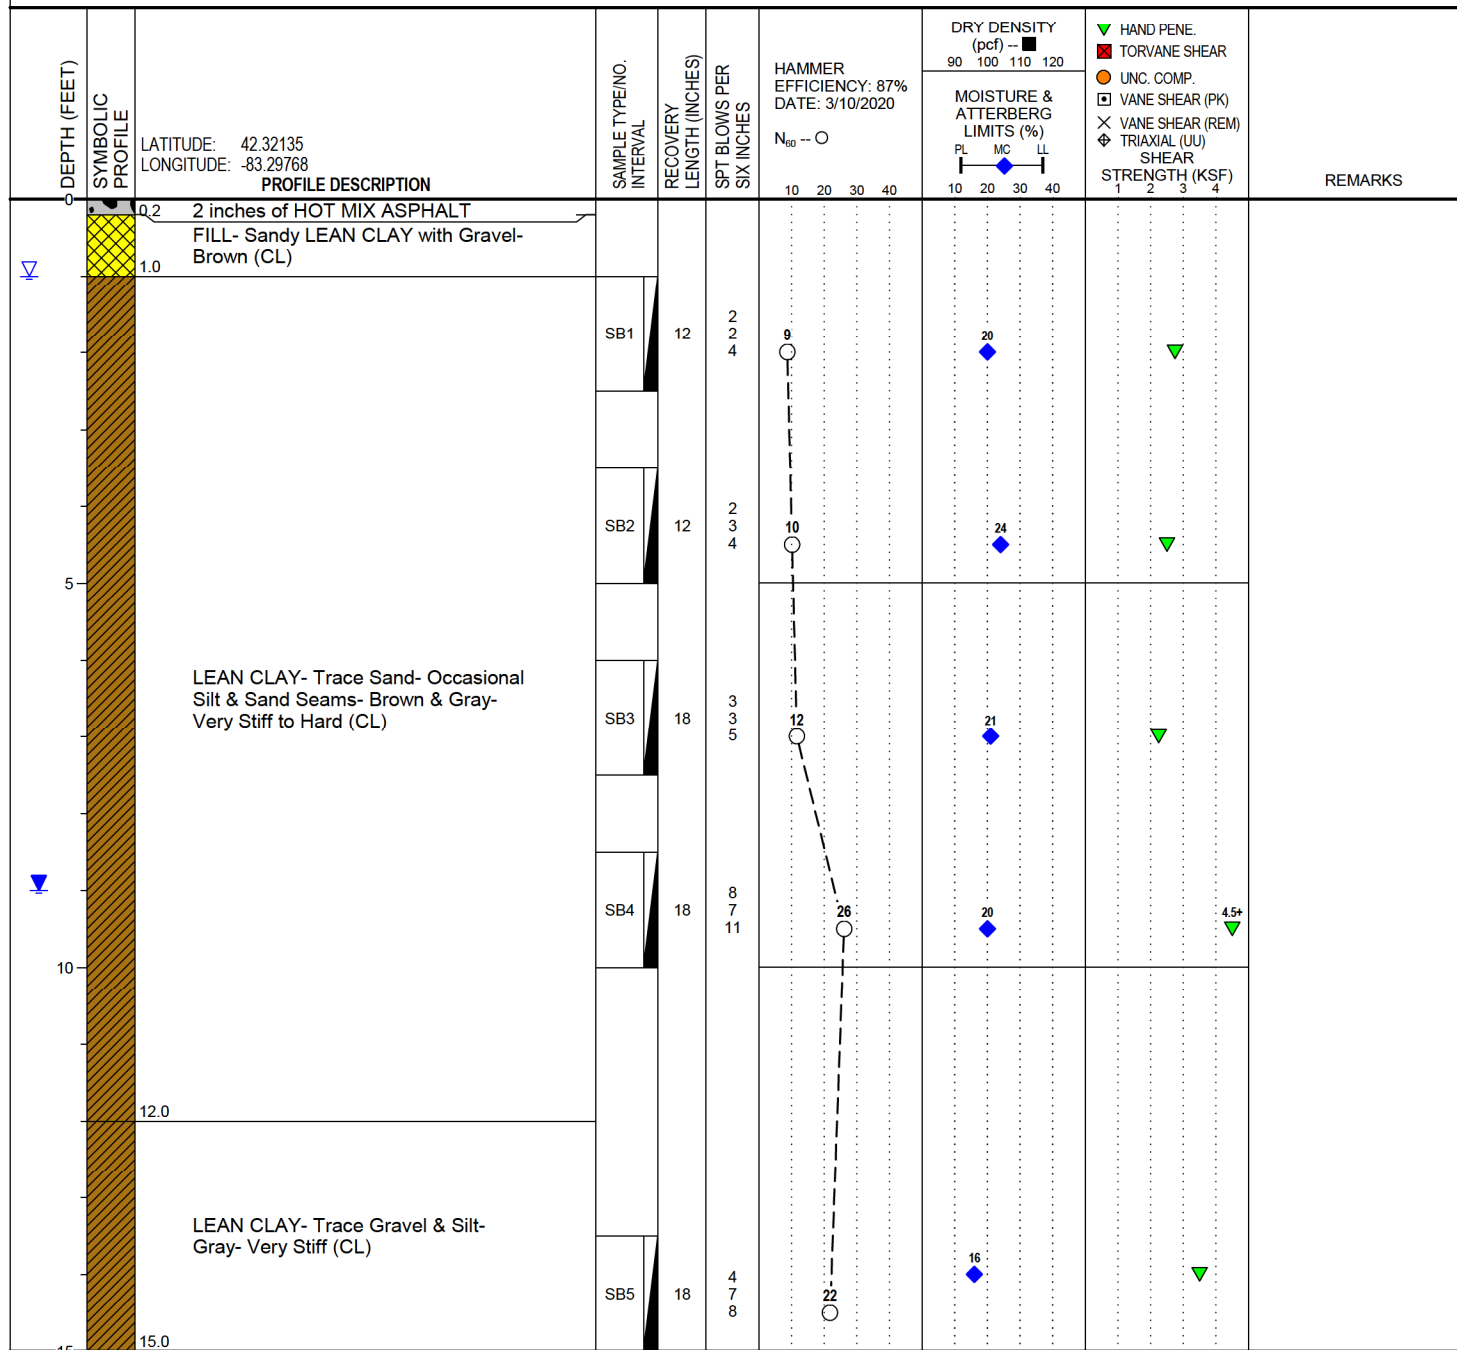 DEPTH (FEET)
SYMBOLIC
PROFILE
LATITUDE: 42.32135
LONGITUDE: -83.29768
PROFILE DESCRIPTION
SAMPLE TYPE/NO.
INTERVAL
RECOVERY
LENGTH (INCHES)
SPT BLOWS PER
SIX INCHES
HAMMER
EFFICIENCY: 87%
DATE: 3/10/2020
N60 -- O
10 20 30 40
DRY DENSITY
(pcf) -- ■
90 100 110 120
MOISTURE &
ATTERBERG
LIMITS (%)
PL MC LL
10 20 30 40
HAND PENE.
TORVANE SHEAR
UNC. COMP.
VANE SHEAR (PK)
VANE SHEAR (REM)
TRIAXIAL (UU)
SHEAR
STRENGTH (KSF)
1 2 3 4
REMARKS
0
0.2 2 inches of HOT MIX ASPHALT
FILL- Sandy LEAN CLAY with Gravel-
Brown (CL)
1.0
SB1 12
2
2
4
9
20
SB2 12
2
3
4
10
24
5
LEAN CLAY- Trace Sand- Occasional
Silt & Sand Seams- Brown & Gray-
Very Stiff to Hard (CL)
SB3 18
3
3
5
12
21
SB4 18
8
7
11
26
20
4.5+
10
12.0
LEAN CLAY- Trace Gravel & Silt-
Gray- Very Stiff (CL)
SB5 18
4
7
8
22
16
15.0
15